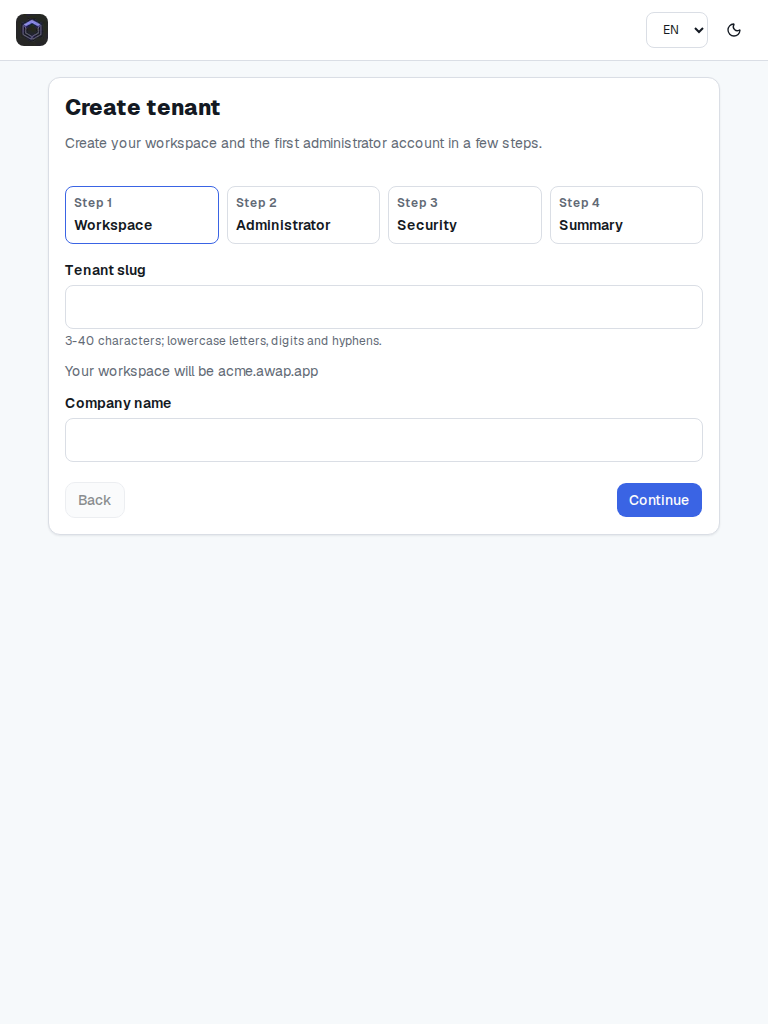 EN
Create tenant
Create your workspace and the first administrator account in a few steps.
Step 1
Workspace
Step 2
Administrator
Step 3
Security
Step 4
Summary
Tenant slug
3-40 characters; lowercase letters, digits and hyphens.
Your workspace will be acme.awap.app
Company name
Back
Continue